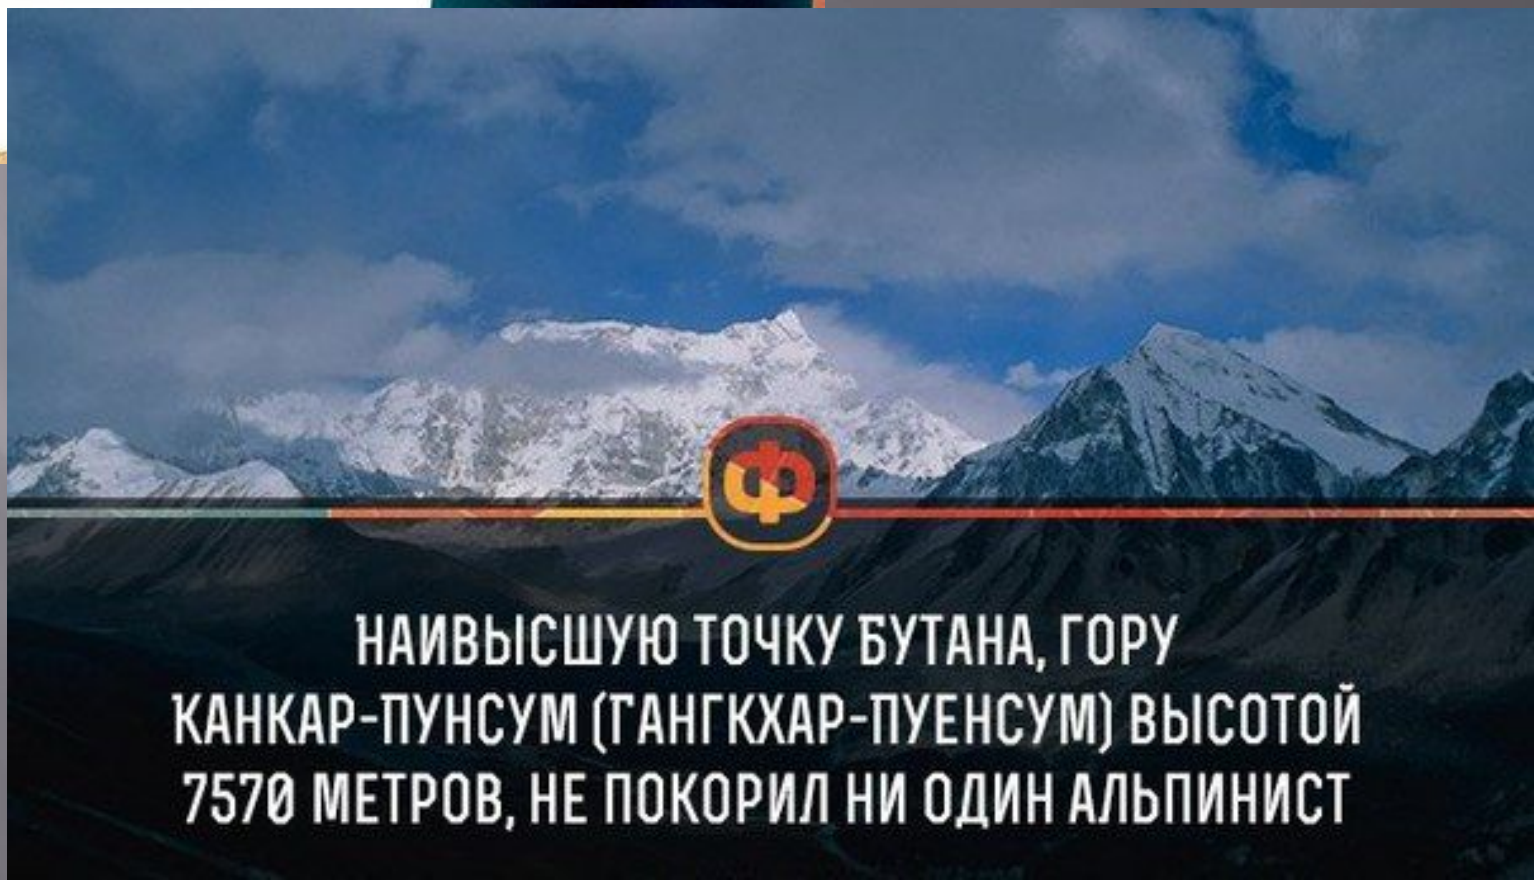 Ф
НАИВЫСШУЮ ТОЧКУ БУТАНА, ГОРУ
КАНКАР-ПУНСУМ (ГАНГКХАР-ПУЕНСУМ) ВЫСОТОЙ
7570 МЕТРОВ, НЕ ПОКОРИЛ НИ ОДИН АЛЬПИНИСТ